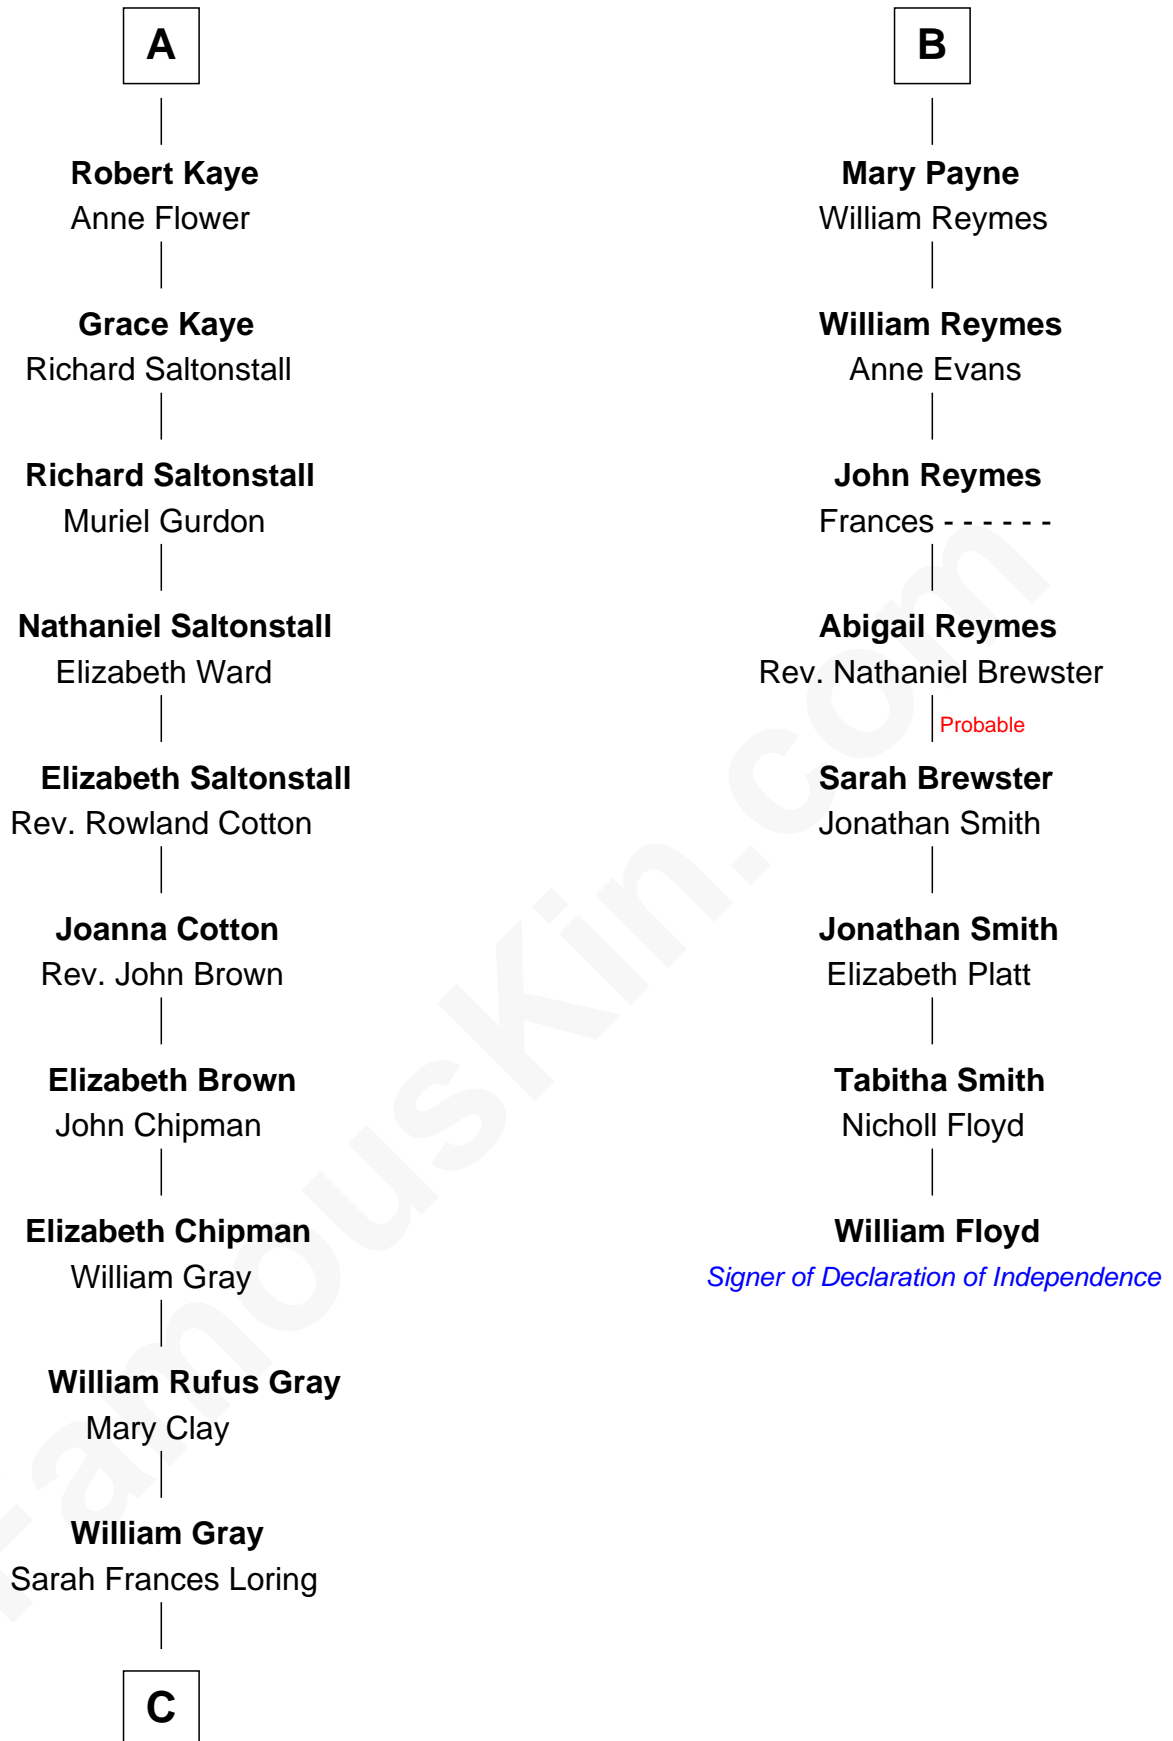 A
Robert Kaye
Anne Flower
Grace Kaye
Richard Saltonstall
Richard Saltonstall
Muriel Gurdon
Nathaniel Saltonstall
Elizabeth Ward
Elizabeth Saltonstall
Rev. Rowland Cotton
Joanna Cotton
Rev. John Brown
Elizabeth Brown
John Chipman
Elizabeth Chipman
William Gray
William Rufus Gray
Mary Clay
William Gray
Sarah Frances Loring
C
B
Mary Payne
William Reymes
William Reymes
Anne Evans
John Reymes
Frances - - - - - -
Abigail Reymes
Rev. Nathaniel Brewster
Probable
Sarah Brewster
Jonathan Smith
Jonathan Smith
Elizabeth Platt
Tabitha Smith
Nicholl Floyd
William Floyd
Signer of Declaration of Independence
FamousKin.com